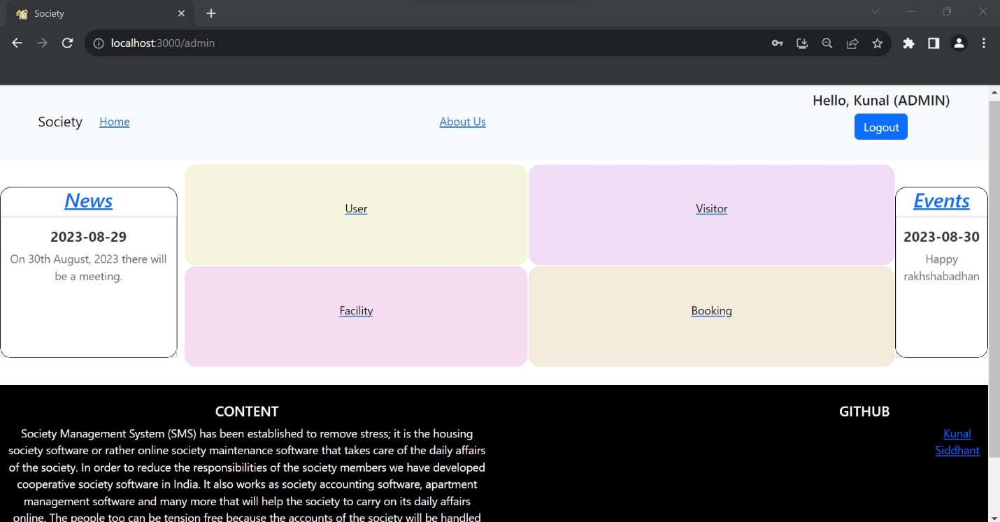 Society
localhost:3000/admin
Hello, Kunal (ADMIN)
Society Home About Us
Logout
News
2023-08-29
On 30th August, 2023 there will
be a meeting.
User
Visitor
Facility
Booking
Events
2023-08-30
Happy
rakhshabadhan
CONTENT
Society Management System (SMS) has been established to remove stress; it is the housing
society software or rather online society maintenance software that takes care of the daily affairs
of the society. In order to reduce the responsibilities of the society members we have developed
cooperative society software in India. It also works as society accounting software, apartment
management software and many more that will help the society to carry on its daily affairs
online. The people too can be tension free because the accounts of the society will be handled
GITHUB
Kunal
Siddhant